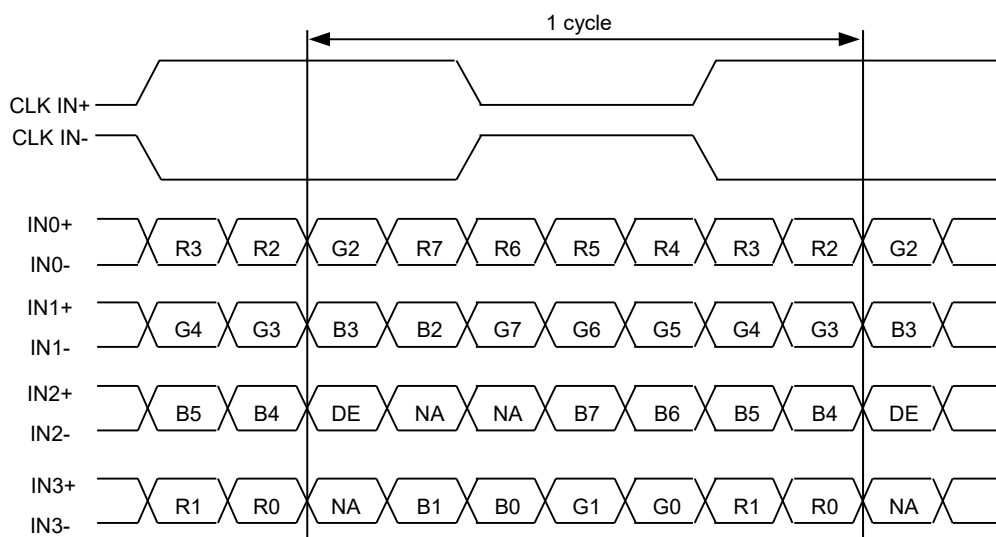 1 cycle
CLK IN+
CLK IN-
IN0+
R3 R2 G2 R7 R6 R5 R4 R3 R2 G2
IN0-
IN1+
G4 G3 B3 B2 G7 G6 G5 G4 G3 B3
IN1-
IN2+
B5 B4 DE NA NA B7 B6 B5 B4 DE
IN2-
IN3+
R1 R0 NA B1 B0 G1 G0 R1 R0 NA
IN3-